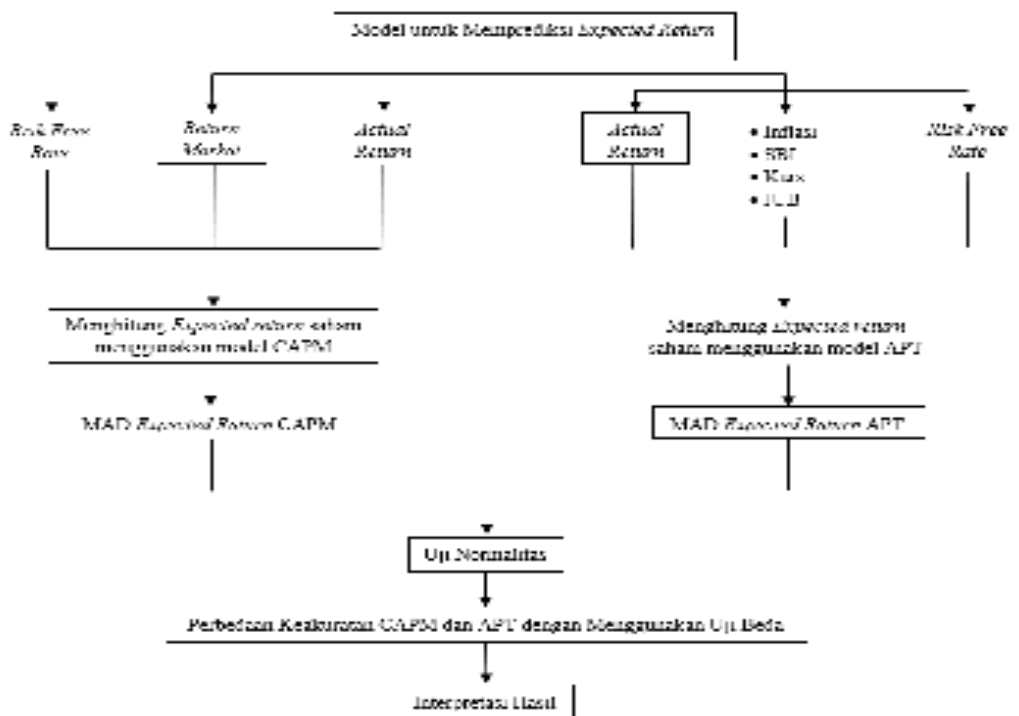 Model untuk Memprediksi Expected Return
Risk Free
Rate
Return
Market
Actual
Return
Actual
Return
• Inflasi
• SBI
• Kurs
• JUB
Risk Free
Rate
Menghitung Expected return saham
menggunakan model CAPM
Menghitung Expected return
saham menggunakan model APT
MAD Expected Return CAPM
MAD Expected Return APT
Uji Normalitas
Perbedaan Keakuratan CAPM dan APT dengan Menggunakan Uji Beda
Interpretasi Hasil